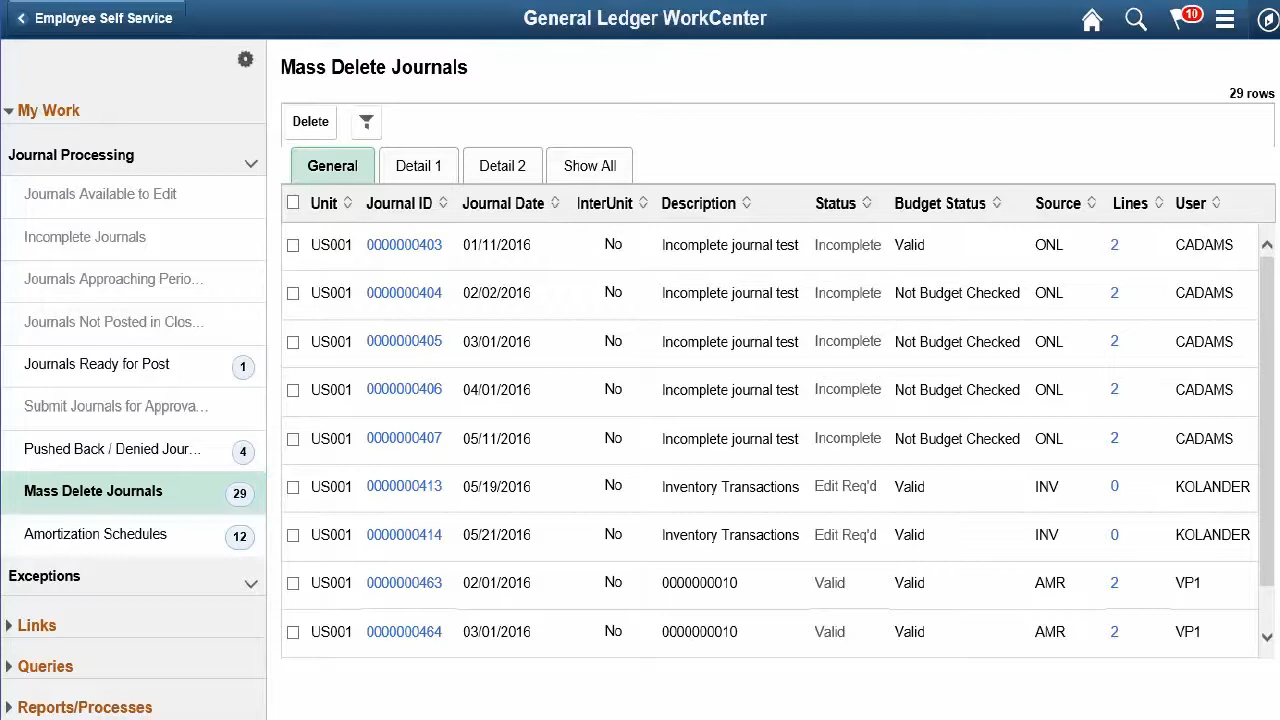 Employee Self Service
General Ledger WorkCenter
10
My Work
Journal Processing
Journals Available to Edit
Incomplete Journals
Journals Approaching Perio...
Journals Not Posted in Clos...
Journals Ready for Post 1
Submit Journals for Approva...
Pushed Back / Denied Jour... 4
Mass Delete Journals 29
Amortization Schedules 12
Exceptions
Links
Queries
Reports/Processes
Mass Delete Journals
29 rows
Delete
General Detail 1 Detail 2 Show All
Unit Journal ID Journal Date InterUnit Description Status Budget Status Source Lines User
US001 0000000403 01/11/2016 No Incomplete journal test Incomplete Valid ONL 2 CADAMS
US001 0000000404 02/02/2016 No Incomplete journal test Incomplete Not Budget Checked ONL 2 CADAMS
US001 0000000405 03/01/2016 No Incomplete journal test Incomplete Not Budget Checked ONL 2 CADAMS
US001 0000000406 04/01/2016 No Incomplete journal test Incomplete Not Budget Checked ONL 2 CADAMS
US001 0000000407 05/11/2016 No Incomplete journal test Incomplete Not Budget Checked ONL 2 CADAMS
US001 0000000413 05/19/2016 No Inventory Transactions Edit Req'd Valid INV 0 KOLANDER
US001 0000000414 05/21/2016 No Inventory Transactions Edit Req'd Valid INV 0 KOLANDER
US001 0000000463 02/01/2016 No 0000000010 Valid Valid AMR 2 VP1
US001 0000000464 03/01/2016 No 0000000010 Valid Valid AMR 2 VP1